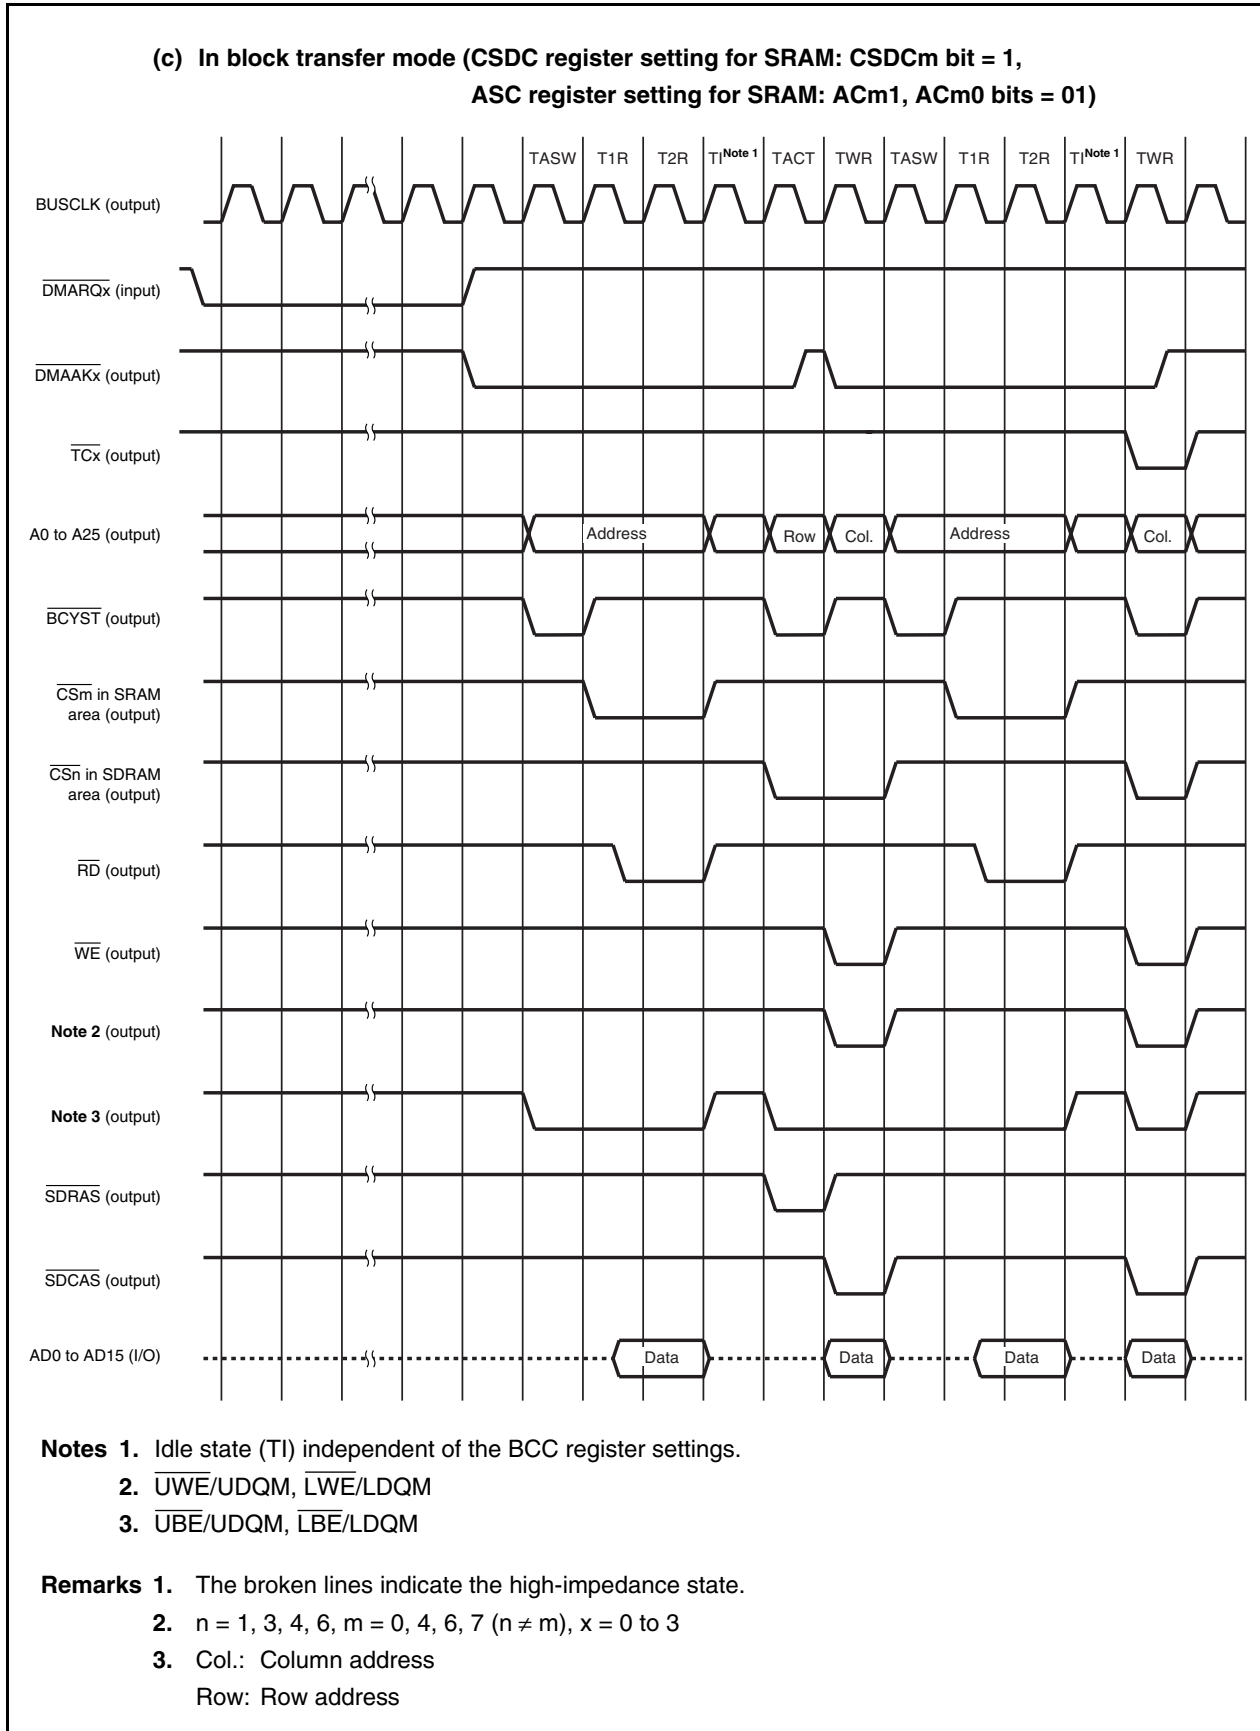 (c) In block transfer mode (CSDC register setting for SRAM: CSDCm bit = 1,
ASC register setting for SRAM: ACm1, ACm0 bits = 01)
TASW T1R T2R TI Note 1 TACT TWR TASW T1R T2R TI Note 1 TWR
BUSCLK (output)
DMARQx (input)
DMAAKx (output)
TCx (output)
A0 to A25 (output) Address Row Col. Address Col.
BCYST (output)
CSm in SRAM
area (output)
CSn in SDRAM
area (output)
RD (output)
WE (output)
Note 2 (output)
Note 3 (output)
SDRAS (output)
SDCAS (output)
AD0 to AD15 (I/O) Data Data Data Data
Notes 1. Idle state (TI) independent of the BCC register settings.
2. UWE/UDQM, LWE/LDQM
3. UBE/UDQM, LBE/LDQM
Remarks 1. The broken lines indicate the high-impedance state.
2. n = 1, 3, 4, 6, m = 0, 4, 6, 7 (n ≠ m), x = 0 to 3
3. Col.: Column address
Row: Row address